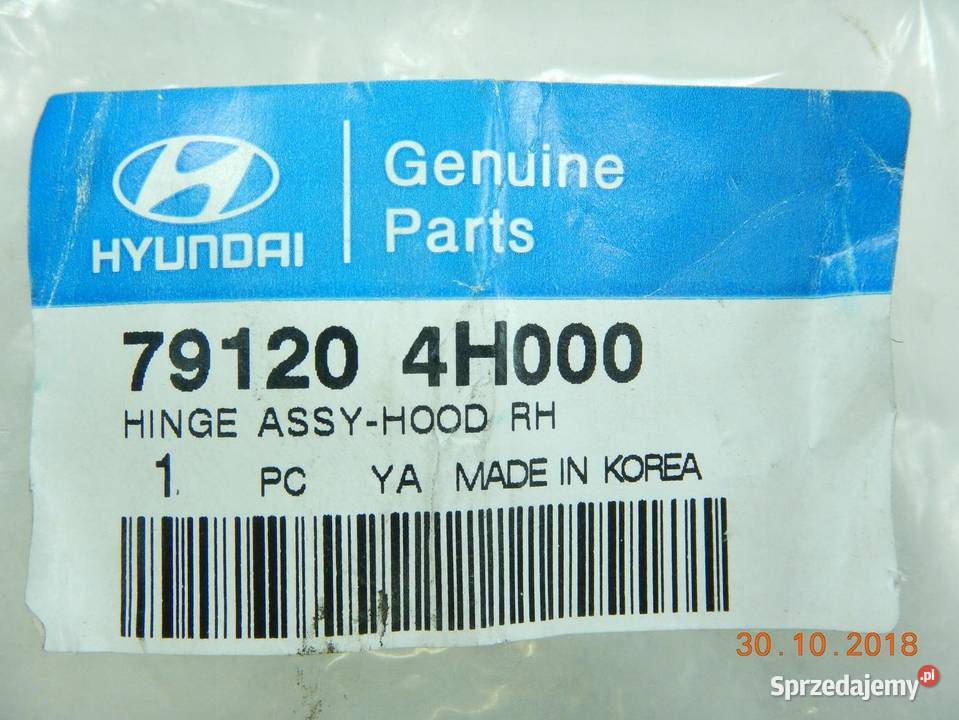 HYUNDAI
Genuine
Parts
79120 4H000
HINGE ASSY-HOOD RH
1 PC YA MADE IN KOREA
30.10.2018
Sprzedajemy.pl